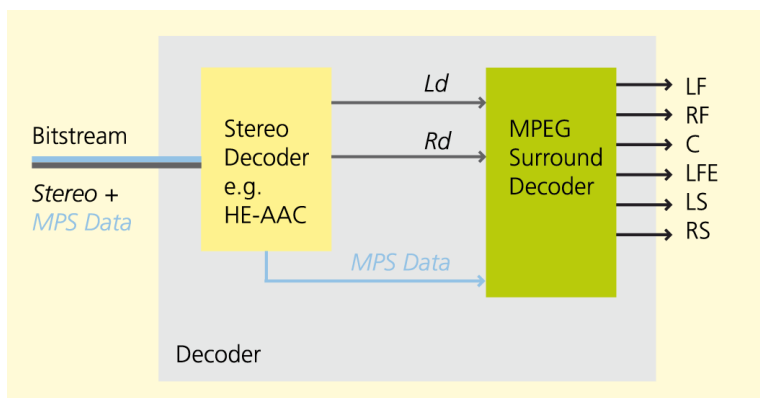 Bitstream
Stereo +
MPS Data
Stereo
Decoder
e.g.
HE-AAC
Ld
Rd
MPS Data
MPEG
Surround
Decoder
LF
RF
C
LFE
LS
RS
Decoder